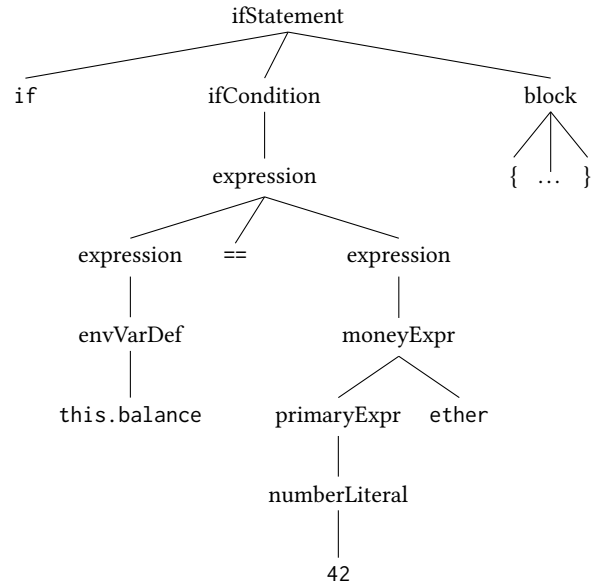 ifStatement
if ifCondition block
expression { ... }
expression == expression
envVarDef moneyExpr
this.balance primaryExpr ether
numberLiteral
42